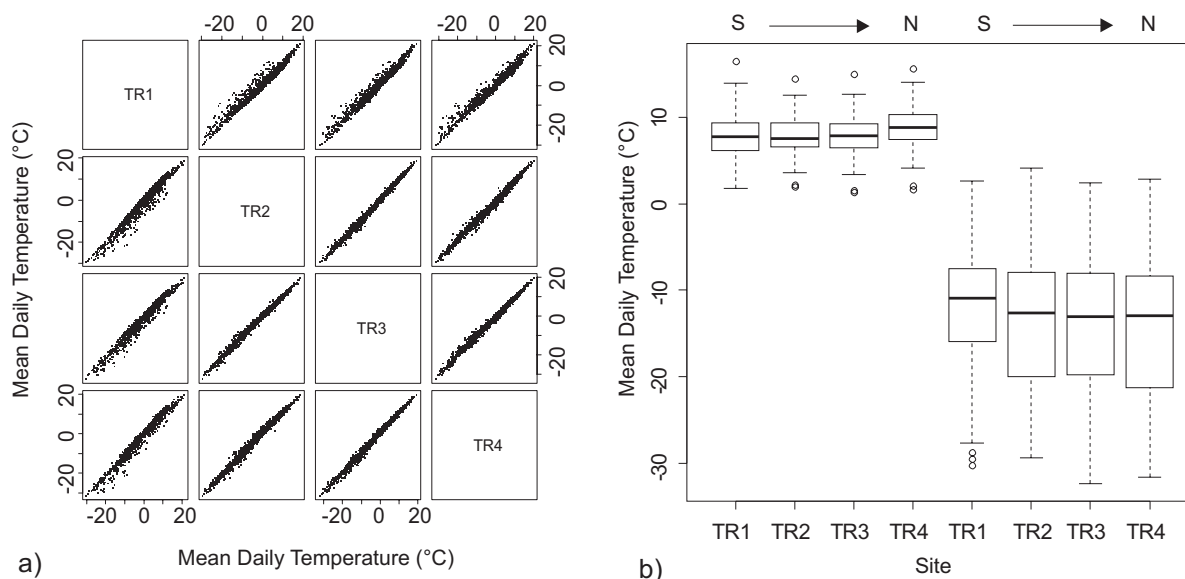 -20 0 20 -20 0 20
TR1
-20 0 20
Mean Daily Temperature (°C)
-20 0 20
TR2
TR3
-20 0 20
-20 0 20
TR4
-20 0 20 -20 0 20
Mean Daily Temperature (°C)
a)
S N S N
Mean Daily Temperature (°C)
10
0
-10
-20
-30
TR1 TR2 TR3 TR4 TR1 TR2 TR3 TR4
Site
b)